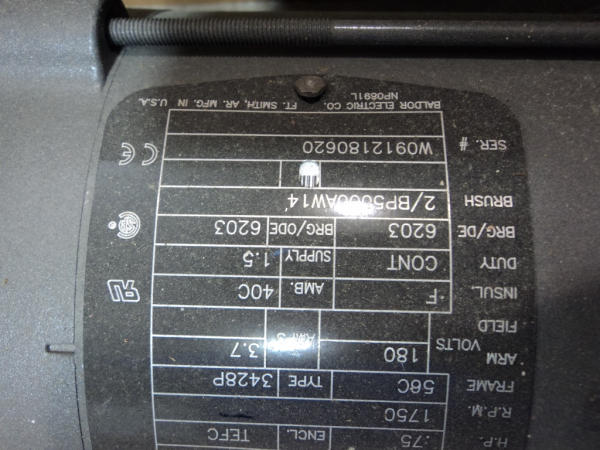 H.P. .75 ENCL. TEFC
R.P.M. 1750
FRAME 56C TYPE 3428P
ARM VOLTS 180 AMPS 3.7
FIELD
INSUL. F AMB. 40C
DUTY CONT SUPPLY 1.5
BRG/DE 6203 BRG/ODE 6203
BRUSH 2/BP5000AW14
SER. # W0912180620
BALDOR ELECTRIC CO. FT. SMITH, AR. MFG. IN U.S.A.
NP0891L